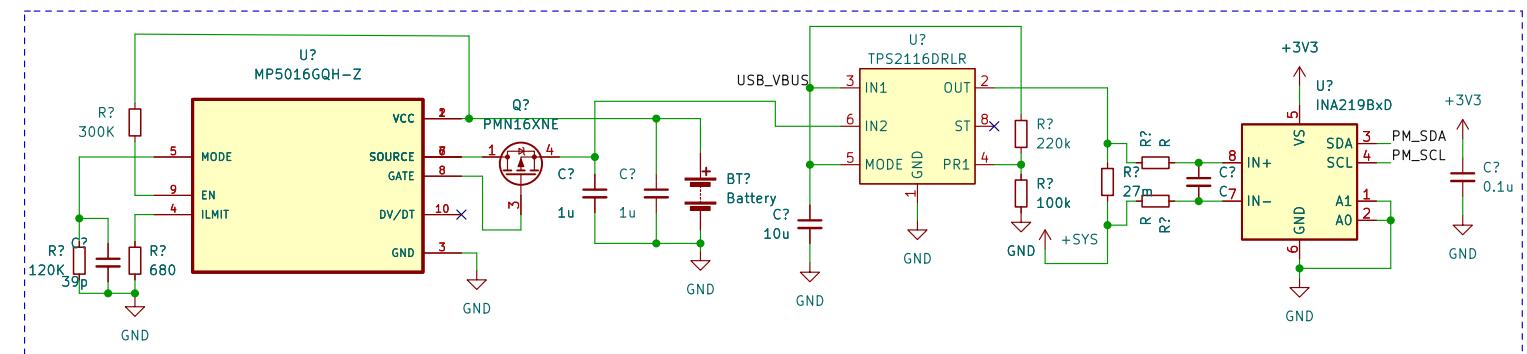 U?
MP5016GQH-Z
R?
300K
5
MODE
9
EN
4
ILMIT
VCC
SOURCE
GATE
8
DV/DT
10
GND
3
R?
120K
C?
39p
R?
680
GND
GND
Q?
PMN16XNE
1
4
3
C?
1u
C?
1u
BT?
Battery
+
GND
USB_VBUS
U?
TPS2116DRLR
3
IN1
6
IN2
5
MODE
OUT
2
ST
8
PR1
4
GND
1
GND
C?
10u
GND
R?
220k
R?
100k
GND
+SYS
R?
27m
R?
R
R
R?
C?
C
+3V3
U?
INA219BxD
5
VS
8
IN+
7
IN-
SDA
3
PM_SDA
SCL
4
PM_SCL
A1
1
A0
2
GND
6
GND
+3V3
C?
0.1u
GND